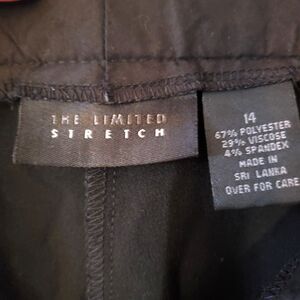 THE LIMITED
STRETCH
14
67% POLYESTER
29% VISCOSE
4% SPANDEX
MADE IN
SRI LANKA
OVER FOR CARE